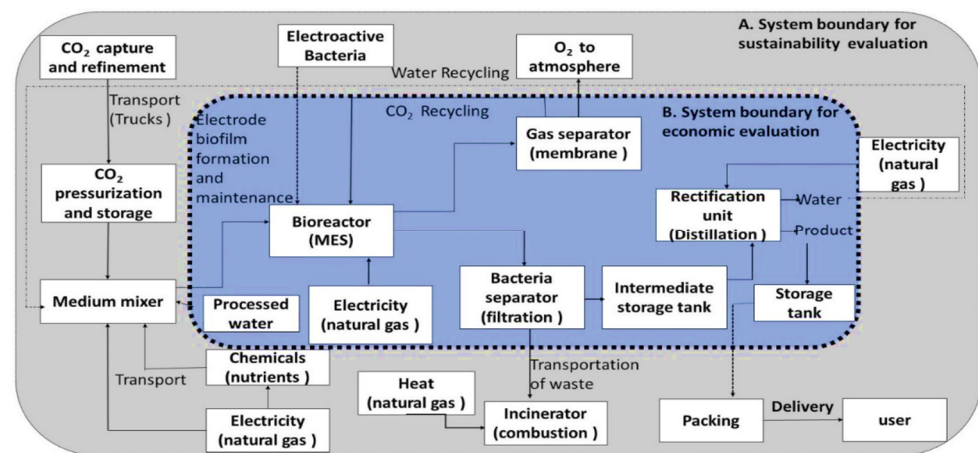 A. System boundary for
sustainability evaluation
CO₂ capture
and refinement
Electroactive
Bacteria
O₂ to
atmosphere
Water Recycling
Transport
(Trucks )
CO₂ Recycling
B. System boundary for
economic evaluation
Electrode
biofilm
formation
and
maintenance
Gas separator
(membrane )
Electricity
(natural
gas )
CO₂
pressurization
and storage
Bioreactor
(MES)
Rectification
unit
(Distillation )
Water
Product
Medium mixer
Processed
water
Electricity
(natural gas )
Bacteria
separator
(filtration )
Intermediate
storage tank
Storage
tank
Transport
Chemicals
(nutrients )
Transportation
of waste
Electricity
(natural gas )
Heat
(natural gas )
Incinerator
(combustion )
Packing
Delivery
user